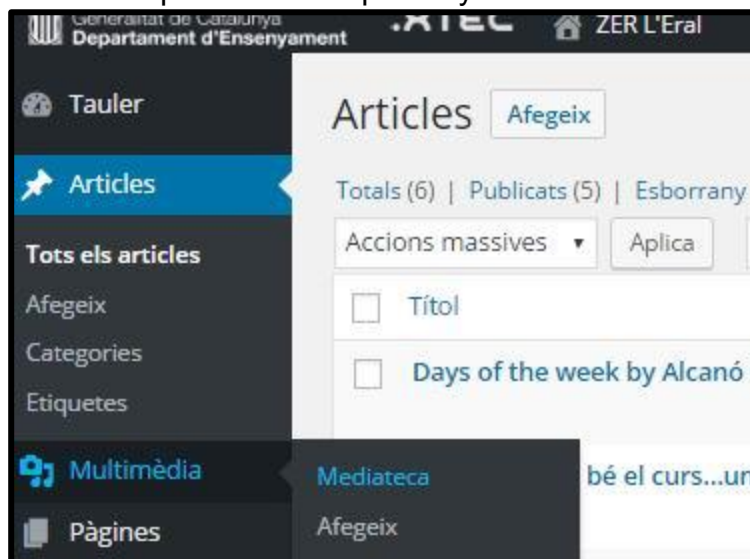 Generalitat de Catalunya
Departament d'Ensenyament
.XTEC
ZER L'Eral
Tauler
Articles
Tots els articles
Afegeix
Categories
Etiquetes
Multimèdia
Pàgines
Mediateca
Afegeix
Articles Afegeix
Totals (6) | Publicats (5) | Esborrany
Accions massives Aplica
Títol
Days of the week by Alcanó
bé el curs...un